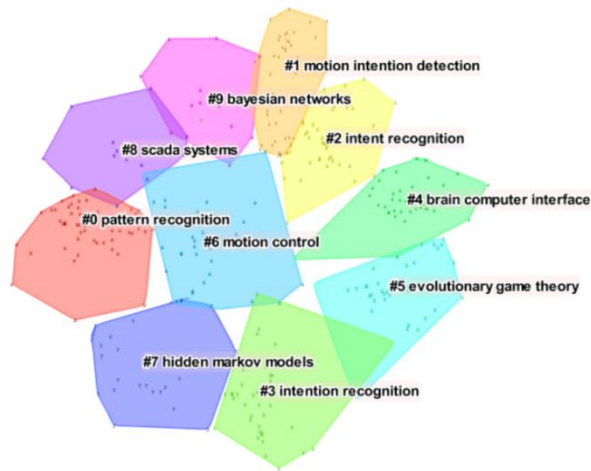 #1 motion intention detection
#9 bayesian networks
#2 intent recognition
#8 scada systems
#4 brain computer interface
#0 pattern recognition
#6 motion control
#5 evolutionary game theory
#7 hidden markov models
#3 intention recognition